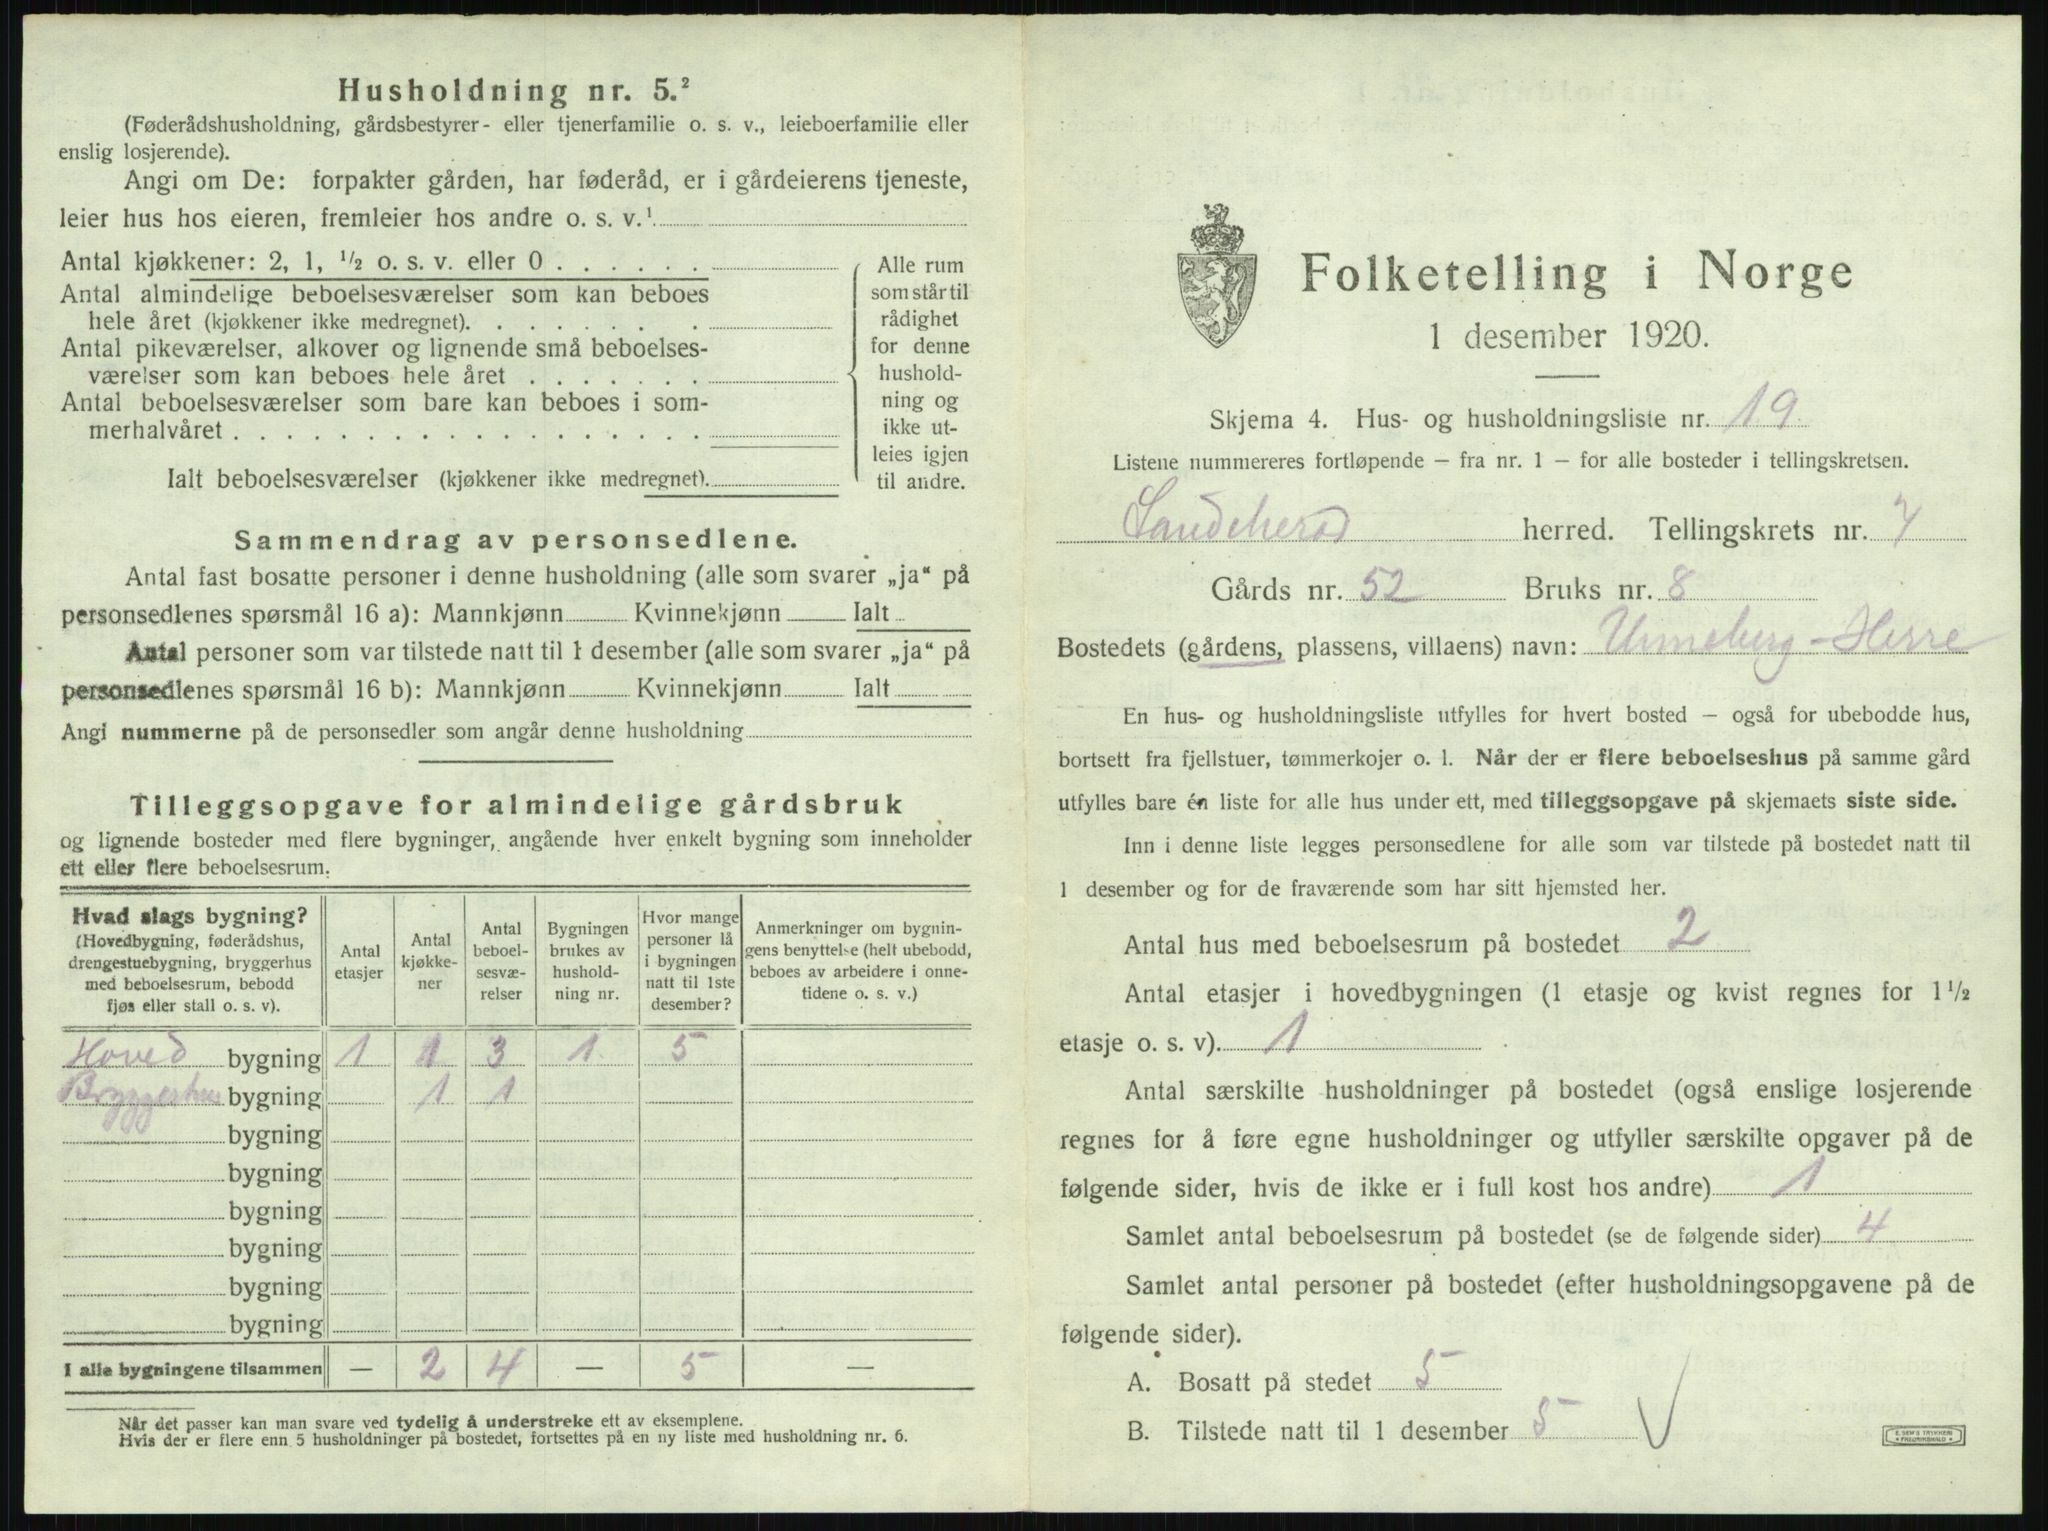 Husholdning nr. 5.²
(Føderådshusholdning, gårdsbestyrer- eller tjenerfamilie o. s. v., leieboerfamilie eller
enslig losjerende).
Angi om De: forpakter gården, har føderåd, er i gårdeierens tjeneste,
leier hus hos eieren, fremleier hos andre o. s. v.¹
Antal kjøkkener: 2, 1, ½ o. s. v. eller 0 . . . . . .
Antal almindelige beboelsesværelser som kan beboes
hele året (kjøkkener ikke medregnet). . . . . . . .
Antal pikeværelser, alkover og lignende små beboelses-
værelser som kan beboes hele året . . . . . . .
Antal beboelsesværelser som bare kan beboes i som-
merhalvåret . . . . . . . . . . . . . . . . . .
Ialt beboelsesværelser (kjøkkener ikke medregnet).
Alle rum
som står til
rådighet
for denne
hushold-
ning og
ikke ut-
leies igjen
til andre.
Sammendrag av personsedlene.
Antal fast bosatte personer i denne husholdning (alle som svarer „ja“ på
personsedlenes spørsmål 16 a): Mannkjønn Kvinnekjønn Ialt
Antal personer som var tilstede natt til 1 desember (alle som svarer „ja“ på
personsedlenes spørsmål 16 b): Mannkjønn Kvinnekjønn Ialt
Angi nummerne på de personsedler som angår denne husholdning
Tilleggsopgave for almindelige gårdsbruk
og lignende bosteder med flere bygninger, angående hver enkelt bygning som inneholder
ett eller flere beboelsesrum.
Hvad slags bygning?
(Hovedbygning, føderådshus,
drengestuebygning, bryggerhus
med beboelsesrum, bebodd
fjøs eller stall o. s. v).
Antal
etasjer
Antal
kjøkke-
ner
Antal
beboel-
sesvæ-
relser
Bygningen
brukes av
hushold-
ning nr.
Hvor mange
personer lå
i bygningen
natt til 1ste
desember?
Anmerkninger om bygnin-
gens benyttelse (helt ubebodd,
beboes av arbeidere i onne-
tidene o. s. v.)
Hoved bygning 1 1 3 1 5
Bryggerhus bygning 1 1
bygning
bygning
bygning
bygning
bygning
bygning
I alle bygningene tilsammen — 2 4 — 5 —
Når det passer kan man svare ved tydelig å understreke ett av eksemplene.
Hvis der er flere enn 5 husholdninger på bostedet, fortsettes på en ny liste med husholdning nr. 6.
Folketelling i Norge
1 desember 1920.
Skjema 4. Hus- og husholdningsliste nr. 19
Listene nummereres fortløpende – fra nr. 1 – for alle bosteder i tellingskretsen.
Sandeherad herred. Tellingskrets nr. 7
Gårds nr. 52 Bruks nr. 8
Bostedets (gårdens, plassens, villaens) navn: Unneberg – Herre
En hus- og husholdningsliste utfylles for hvert bosted – også for ubebodde hus,
bortsett fra fjellstuer, tømmerkojer o. l. Når der er flere beboelseshus på samme gård
utfylles bare én liste for alle hus under ett, med tilleggsopgave på skjemaets siste side.
Inn i denne liste legges personsedlene for alle som var tilstede på bostedet natt til
1 desember og for de fraværende som har sitt hjemsted her.
Antal hus med beboelsesrum på bostedet 2
Antal etasjer i hovedbygningen (1 etasje og kvist regnes for 1½
etasje o. s. v). 1
Antal særskilte husholdninger på bostedet (også enslige losjerende
regnes for å føre egne husholdninger og utfyller særskilte opgaver på de
følgende sider, hvis de ikke er i full kost hos andre) 1
Samlet antal beboelsesrum på bostedet (se de følgende sider) 4
Samlet antal personer på bostedet (efter husholdningsopgavene på de
følgende sider).
A. Bosatt på stedet 5
B. Tilstede natt til 1 desember 5
E. SEM'S TRYKKERI
FREDRIKSHALD